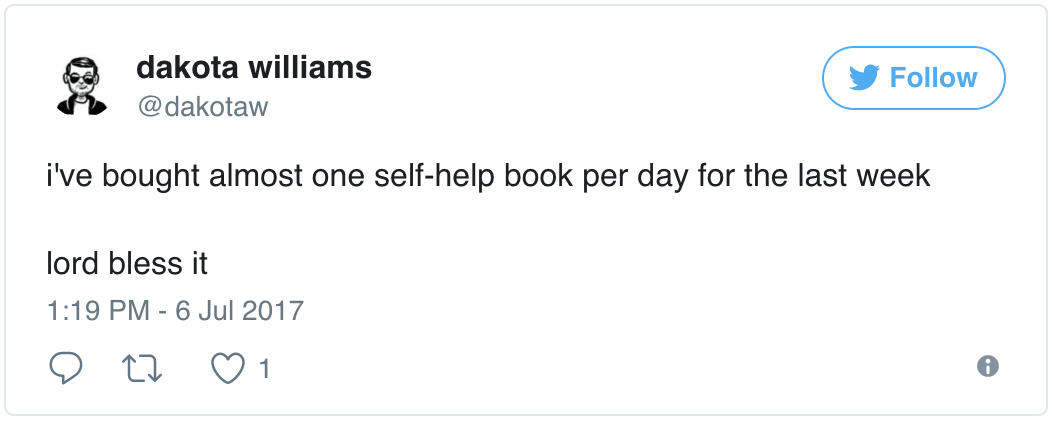 dakota williams
@dakotaw
Follow
i've bought almost one self-help book per day for the last week
lord bless it
1:19 PM - 6 Jul 2017
1